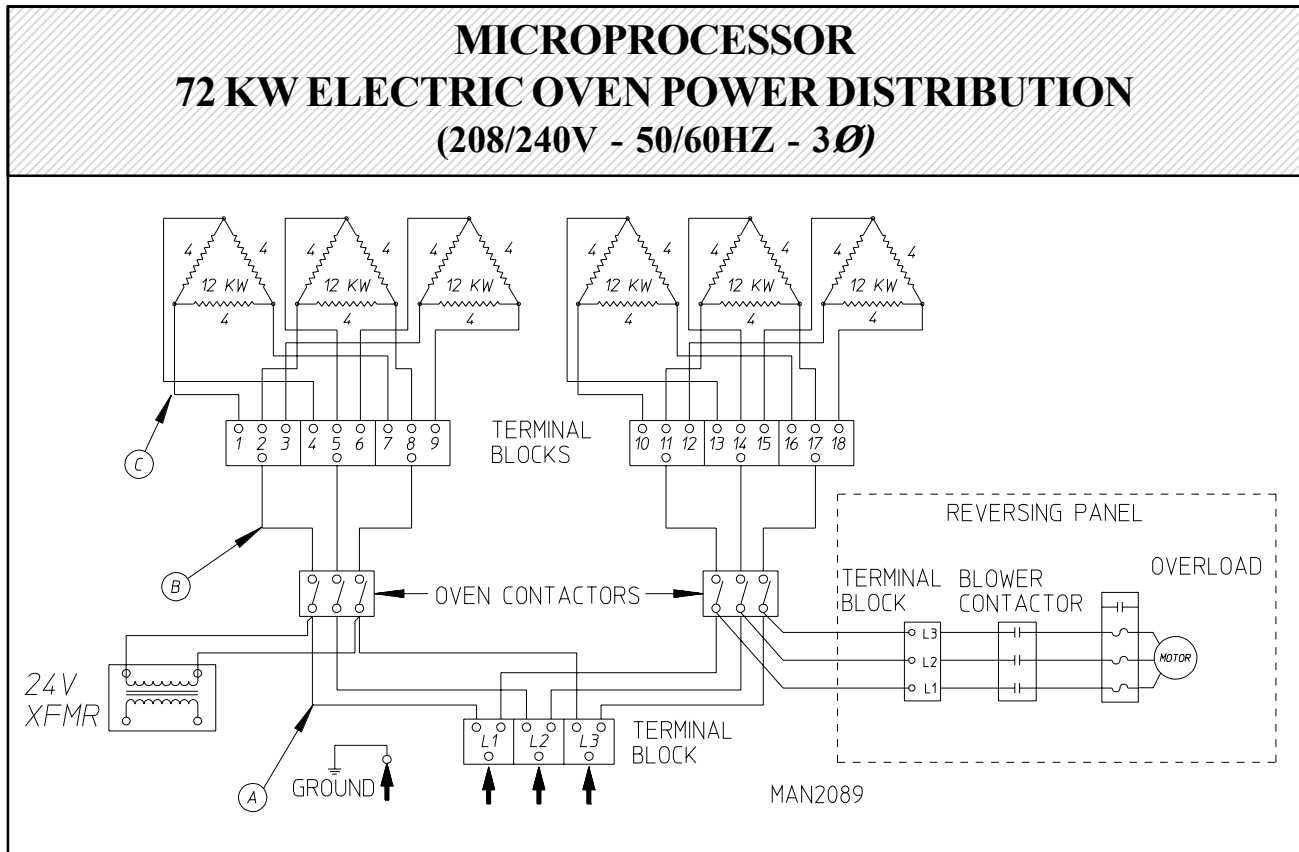 MICROPROCESSOR
72 KW ELECTRIC OVEN POWER DISTRIBUTION
(208/240V - 50/60HZ - 3Ø)
4 4 4 4 4 4 4 4 4 4 4 4
12 KW 12 KW 12 KW 12 KW 12 KW 12 KW
4 4 4 4 4 4
1 2 3 4 5 6 7 8 9
TERMINAL
BLOCKS
10 11 12 13 14 15 16 17 18
C
B
OVEN CONTACTORS
REVERSING PANEL
OVERLOAD
TERMINAL
BLOCK
BLOWER
CONTACTOR
L3
L2
L1
MOTOR
24V
XFMR
L1 L2 L3
TERMINAL
BLOCK
GROUND
A
MAN2089